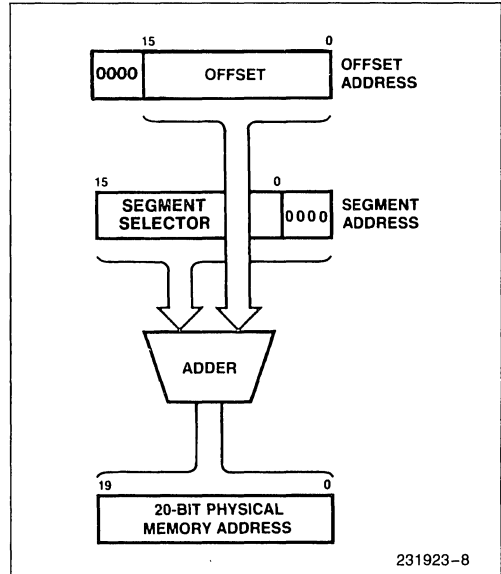 15 0
0000 OFFSET OFFSET
ADDRESS
15 0
SEGMENT
SELECTOR 0000 SEGMENT
ADDRESS
ADDER
19 0
20-BIT PHYSICAL
MEMORY ADDRESS
231923–8